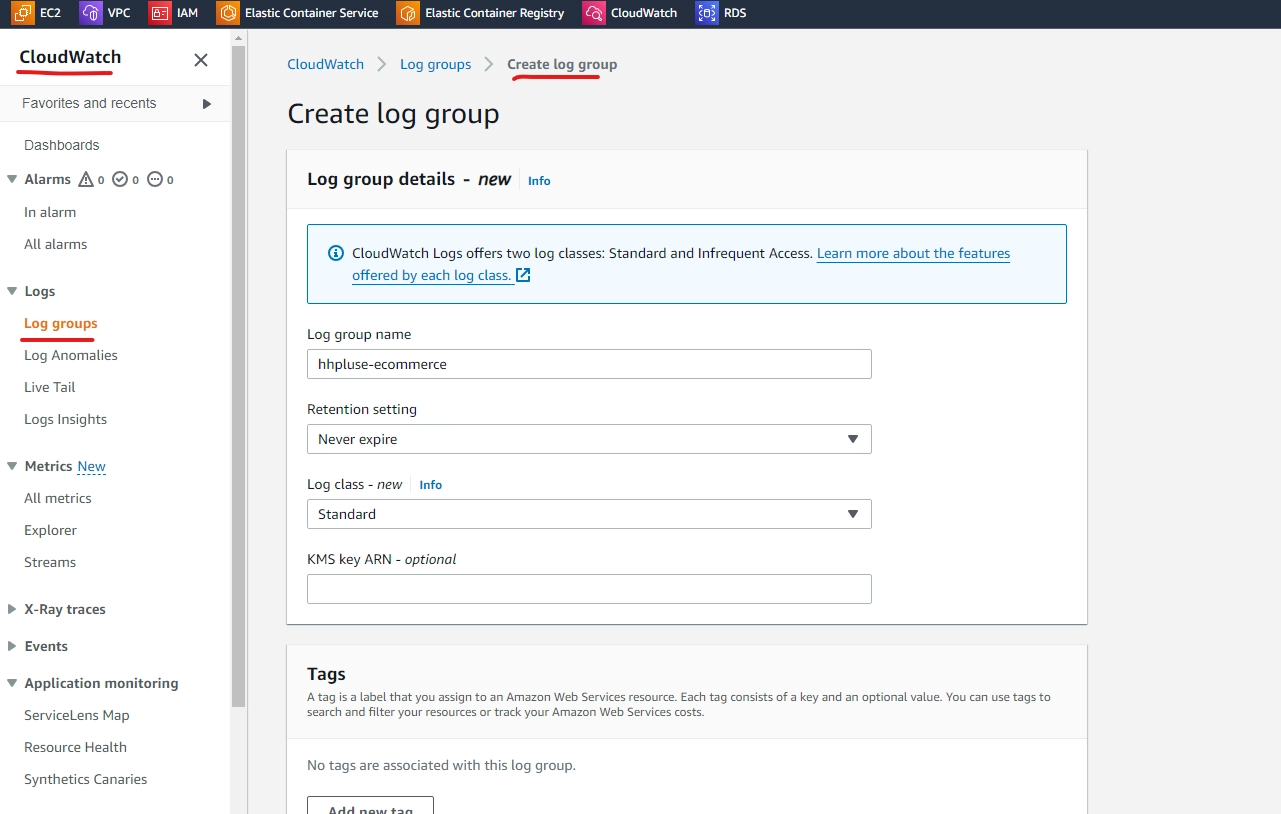 EC2 VPC IAM Elastic Container Service Elastic Container Registry CloudWatch RDS
CloudWatch
Favorites and recents
Dashboards
Alarms 0 0 0
In alarm
All alarms
Logs
Log groups
Log Anomalies
Live Tail
Logs Insights
Metrics New
All metrics
Explorer
Streams
X-Ray traces
Events
Application monitoring
ServiceLens Map
Resource Health
Synthetics Canaries
CloudWatch Log groups Create log group
Create log group
Log group details - new Info
CloudWatch Logs offers two log classes: Standard and Infrequent Access. Learn more about the features
offered by each log class.
Log group name
hhpluse-ecommerce
Retention setting
Never expire
Log class - new Info
Standard
KMS key ARN - optional
Tags
A tag is a label that you assign to an Amazon Web Services resource. Each tag consists of a key and an optional value. You can use tags to
search and filter your resources or track your Amazon Web Services costs.
No tags are associated with this log group.
Add new tag